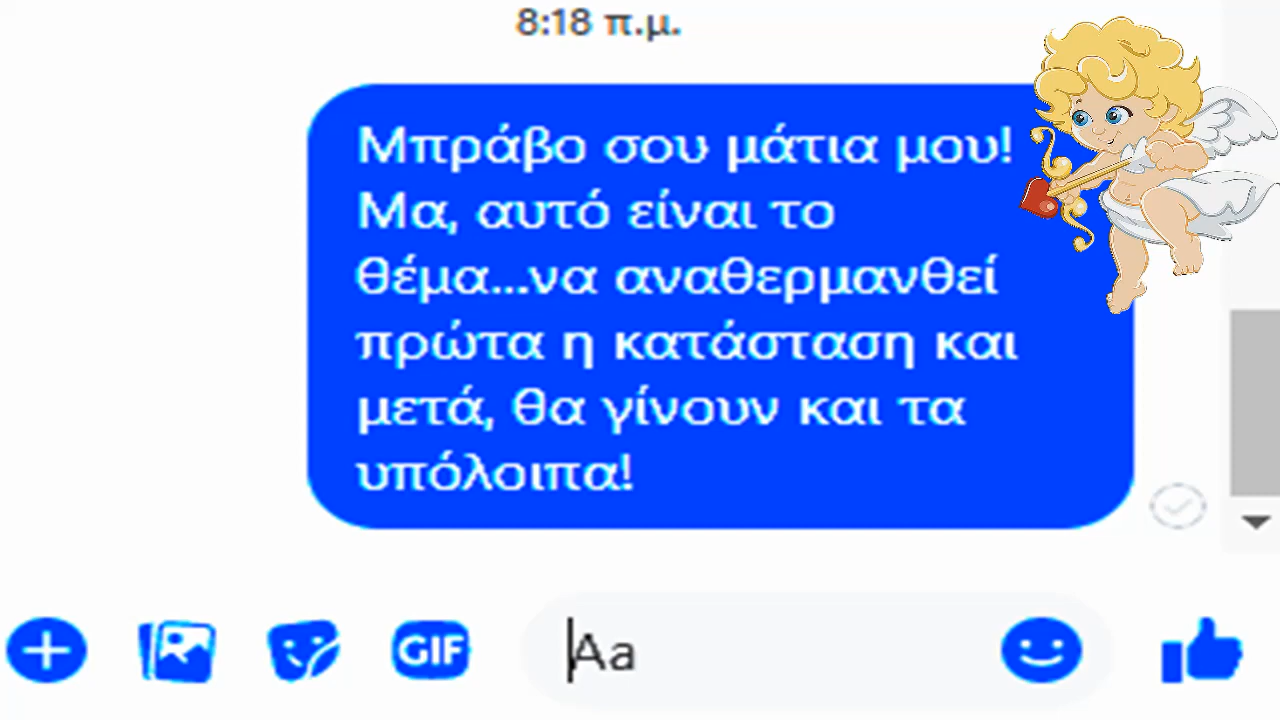 8:18 π.μ.
Μπράβο σου μάτια μου!
Μα, αυτό είναι το
θέμα...να αναθερμανθεί
πρώτα η κατάσταση και
μετά, θα γίνουν και τα
υπόλοιπα!
GIF
Aa